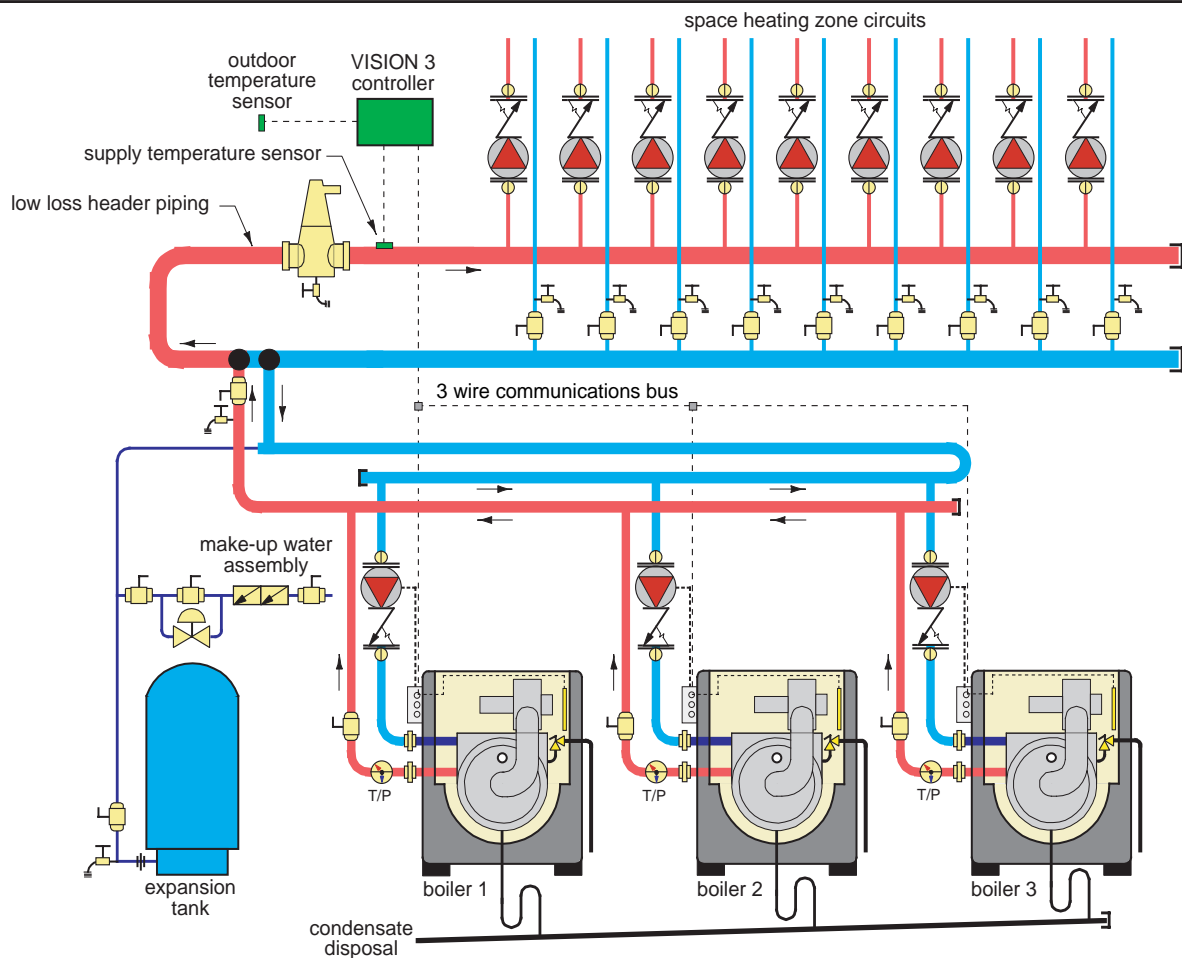 space heating zone circuits
outdoor
temperature
sensor
VISION 3
controller
supply temperature sensor
low loss header piping
3 wire communications bus
make-up water
assembly
T/P
T/P
T/P
expansion
tank
boiler 1
boiler 2
boiler 3
condensate
disposal